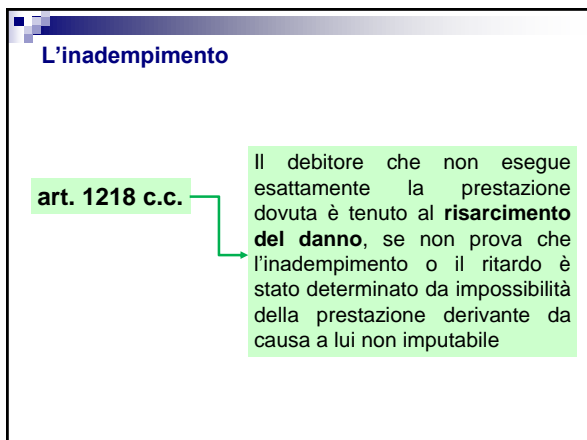 L'inadempimento
art. 1218 c.c.
Il debitore che non esegue
esattamente la prestazione
dovuta è tenuto al risarcimento
del danno, se non prova che
l'inadempimento o il ritardo è
stato determinato da impossibilità
della prestazione derivante da
causa a lui non imputabile